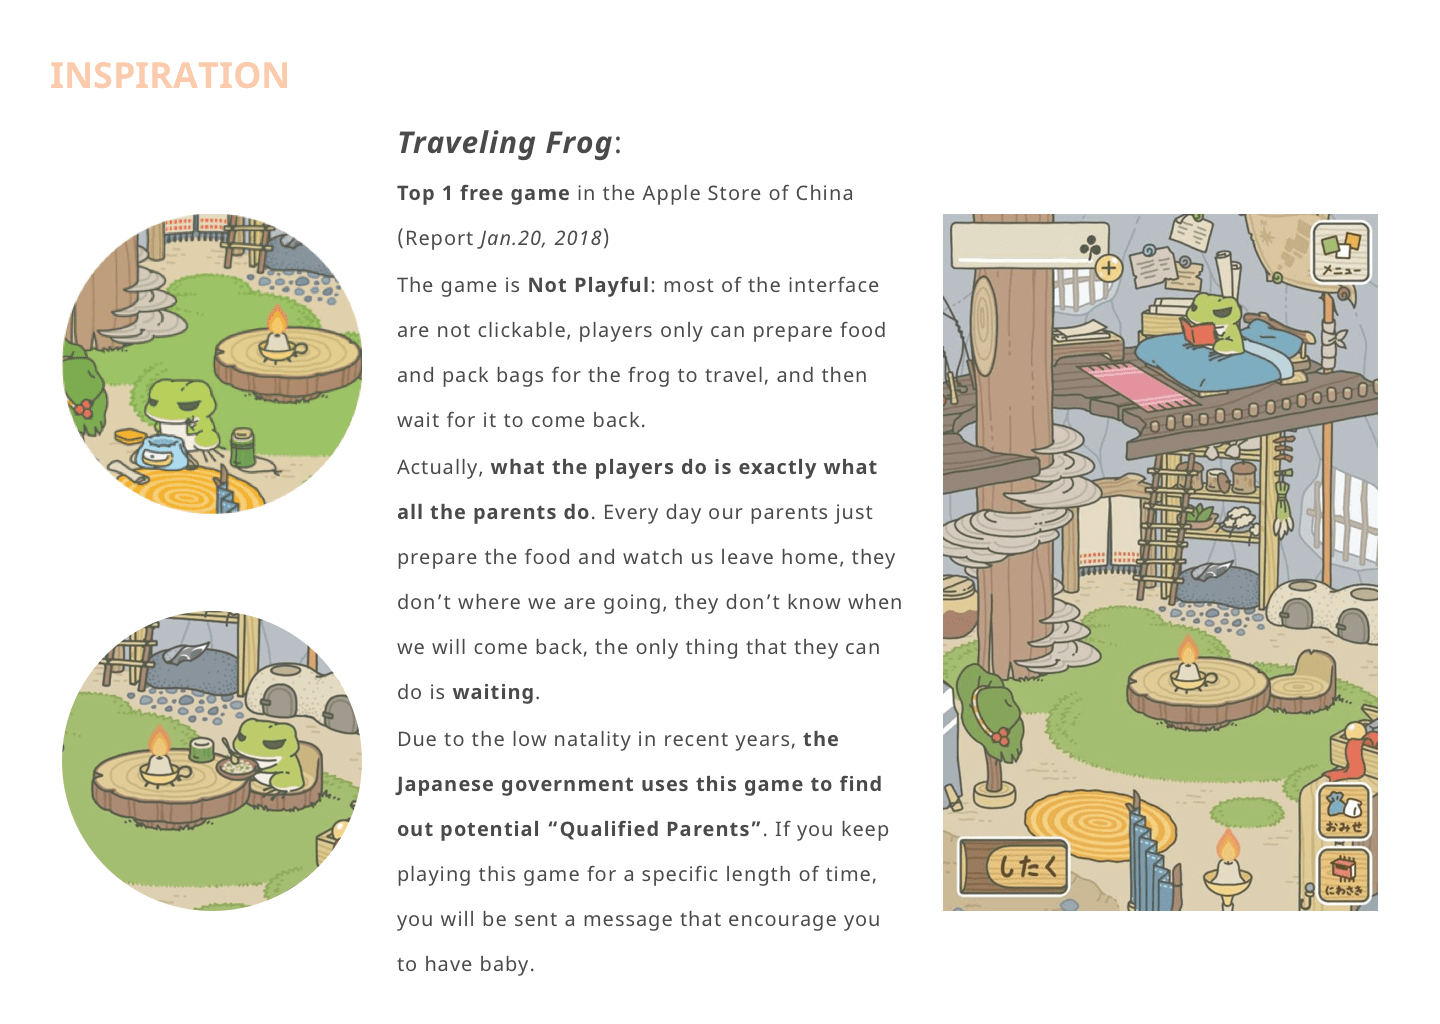 INSPIRATION
Traveling Frog:
Top 1 free game in the Apple Store of China
(Report Jan.20, 2018)
The game is Not Playful: most of the interface
are not clickable, players only can prepare food
and pack bags for the frog to travel, and then
wait for it to come back.
Actually, what the players do is exactly what
all the parents do. Every day our parents just
prepare the food and watch us leave home, they
don’t where we are going, they don’t know when
we will come back, the only thing that they can
do is waiting.
Due to the low natality in recent years, the
Japanese government uses this game to find
out potential “Qualified Parents”. If you keep
playing this game for a specific length of time,
you will be sent a message that encourage you
to have baby.
メニュー
おみせ
したく
にわさき